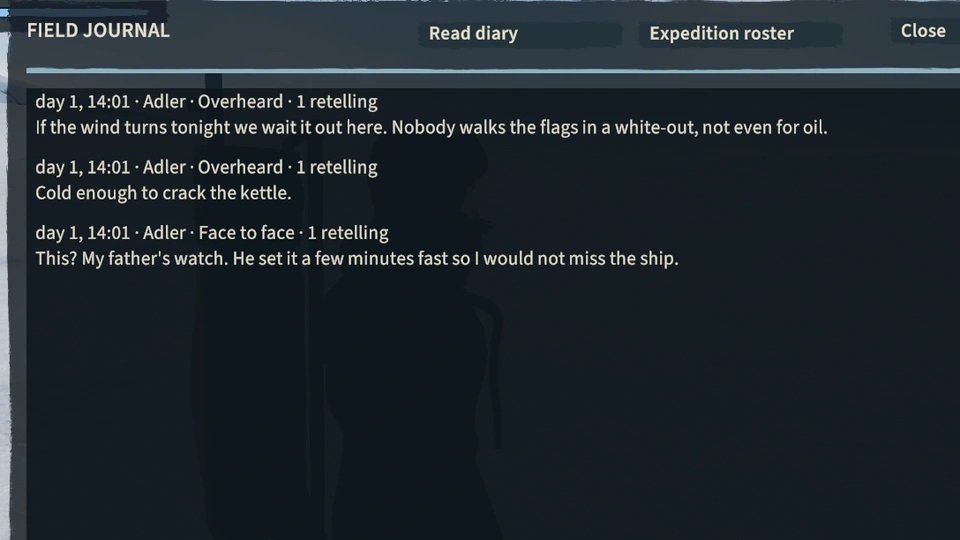 FIELD JOURNAL
Read diary
Expedition roster
Close
day 1, 14:01 · Adler · Overheard · 1 retelling
If the wind turns tonight we wait it out here. Nobody walks the flags in a white-out, not even for oil.
day 1, 14:01 · Adler · Overheard · 1 retelling
Cold enough to crack the kettle.
day 1, 14:01 · Adler · Face to face · 1 retelling
This? My father's watch. He set it a few minutes fast so I would not miss the ship.